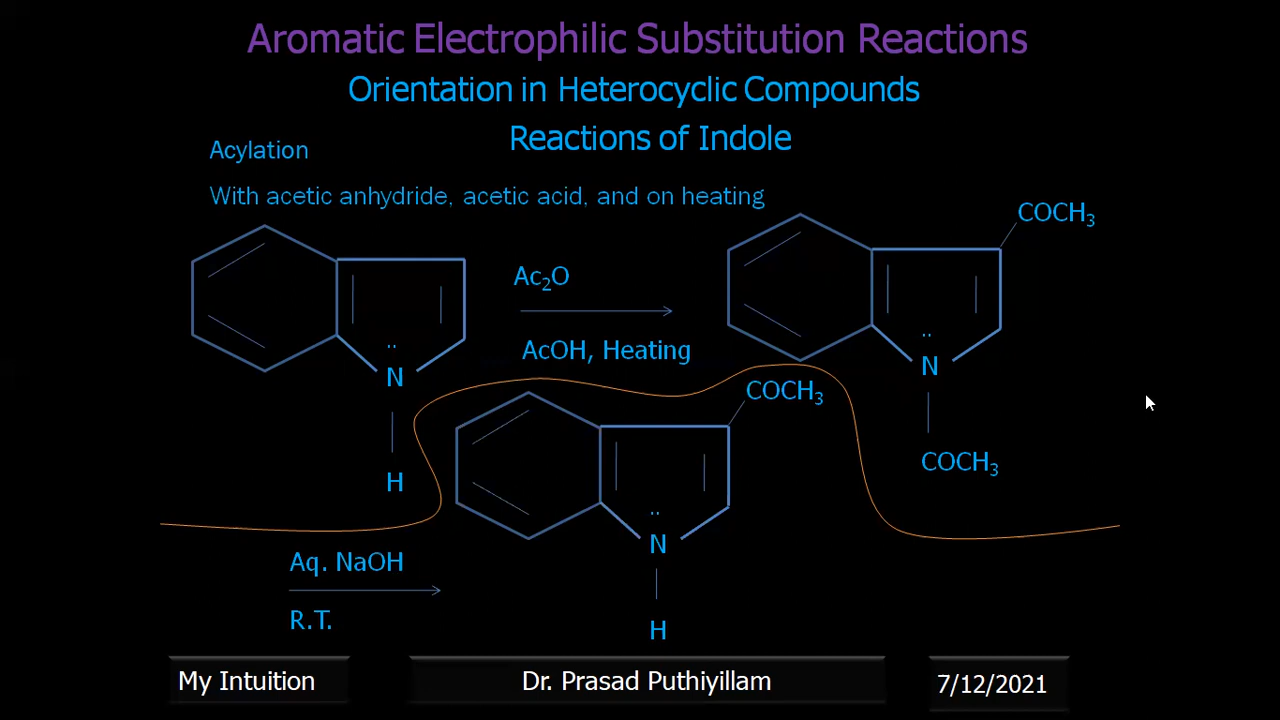 Aromatic Electrophilic Substitution Reactions
Orientation in Heterocyclic Compounds
Reactions of Indole
Acylation
With acetic anhydride, acetic acid, and on heating
COCH₃
Ac₂O
AcOH, Heating
N
N
COCH₃
COCH₃
H
N
Aq. NaOH
R.T.
H
My Intuition
Dr. Prasad Puthiyillam
7/12/2021